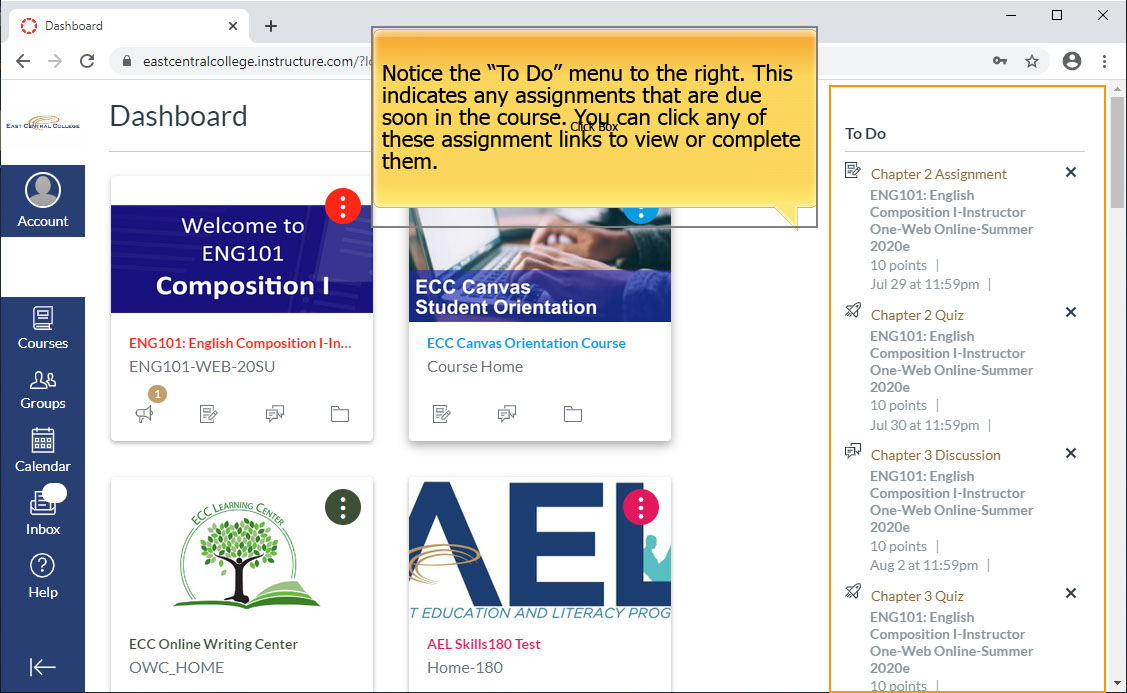 Dashboard
eastcentralcollege.instructure.com/?lo
Notice the “To Do” menu to the right. This
indicates any assignments that are due
soon in the course. You can click any of
these assignment links to view or complete
them.
Click Box
EAST CENTRAL COLLEGE
Dashboard
Account
Courses
Groups
Calendar
Inbox
Help
Welcome to
ENG101
Composition I
ENG101: English Composition I-In...
ENG101-WEB-20SU
1
ECC Canvas
Student Orientation
ECC Canvas Orientation Course
Course Home
ECC LEARNING CENTER
ECC Online Writing Center
OWC_HOME
AEL
T EDUCATION AND LITERACY PROG
AEL Skills180 Test
Home-180
To Do
Chapter 2 Assignment
ENG101: English
Composition I-Instructor
One-Web Online-Summer
2020e
10 points |
Jul 29 at 11:59pm |
Chapter 2 Quiz
ENG101: English
Composition I-Instructor
One-Web Online-Summer
2020e
10 points |
Jul 30 at 11:59pm |
Chapter 3 Discussion
ENG101: English
Composition I-Instructor
One-Web Online-Summer
2020e
10 points |
Aug 2 at 11:59pm |
Chapter 3 Quiz
ENG101: English
Composition I-Instructor
One-Web Online-Summer
2020e
10 points |